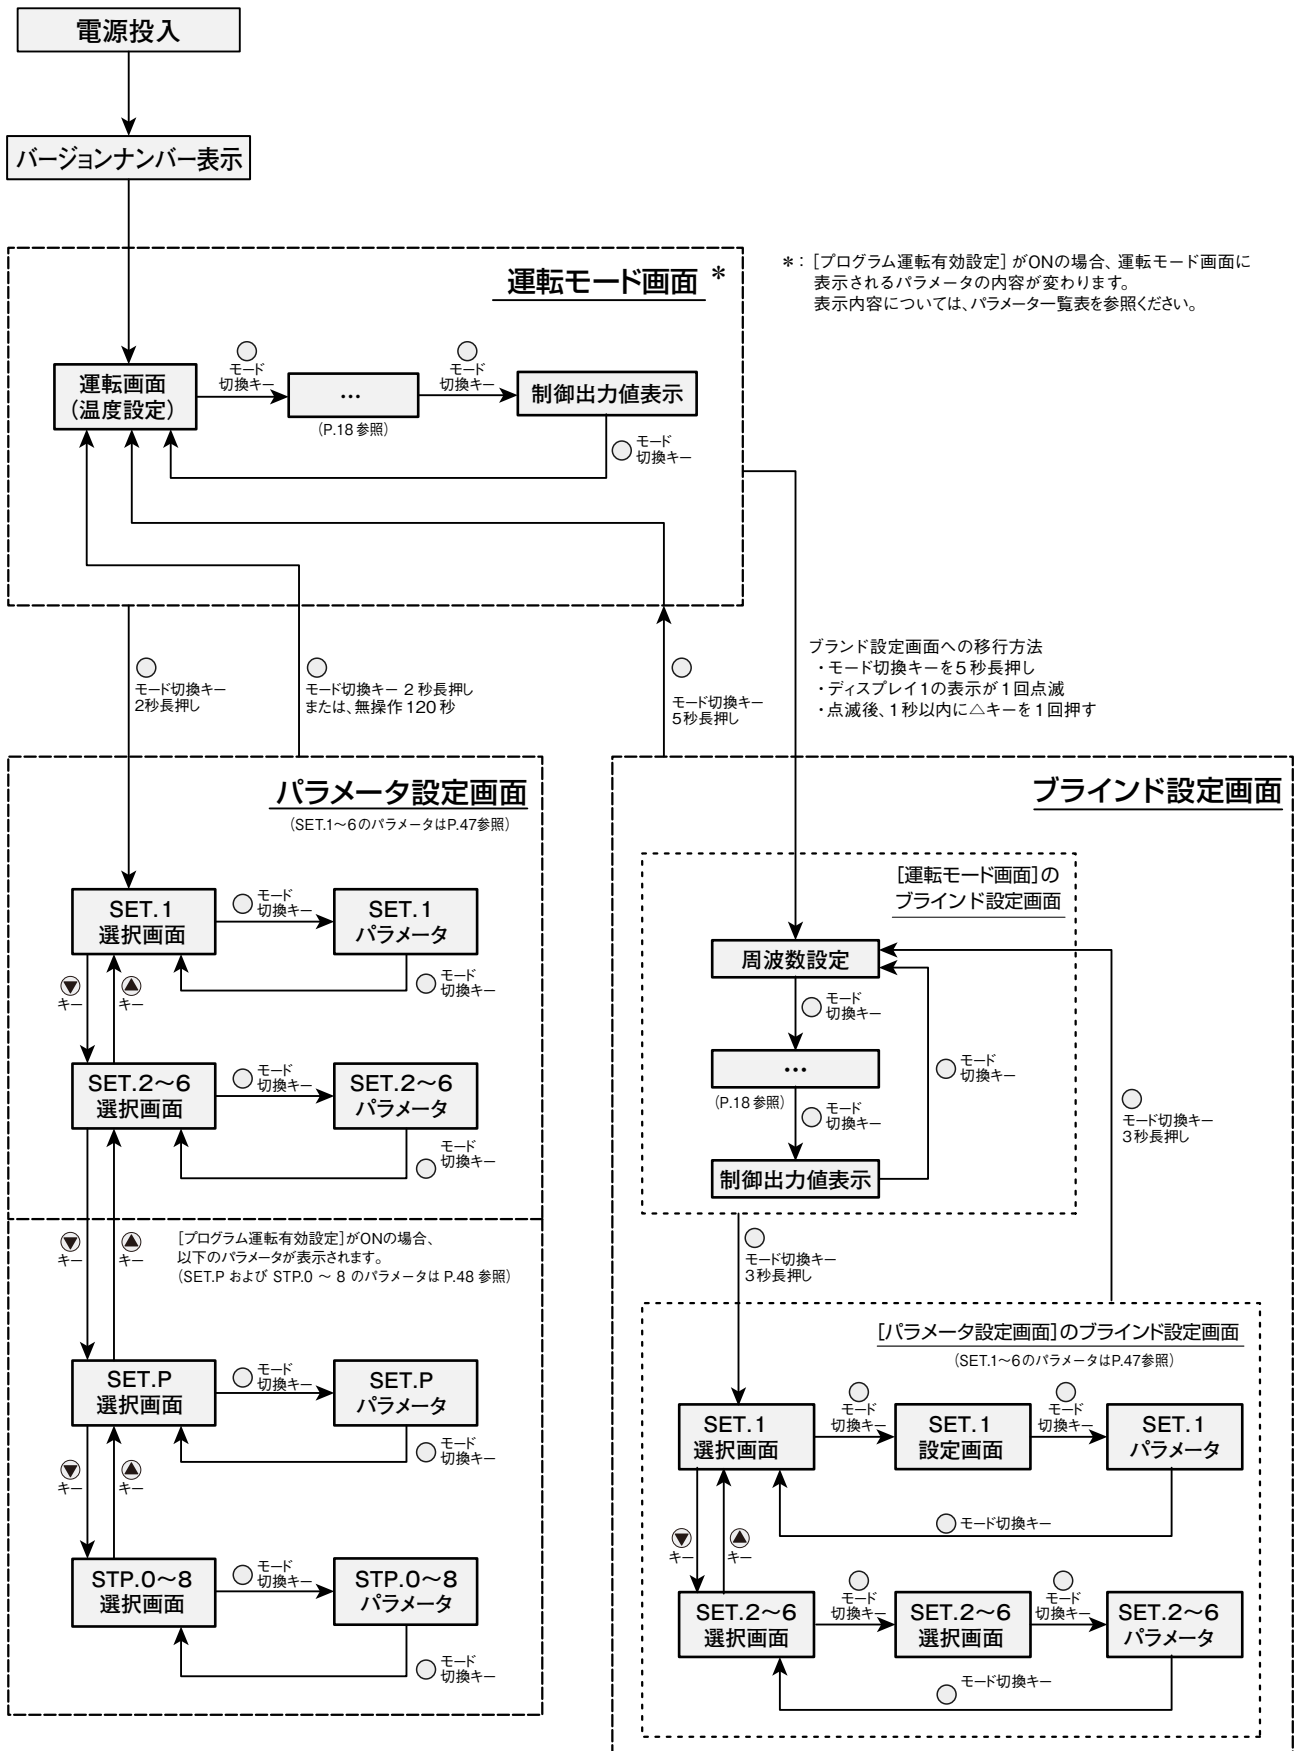 電源投入
バージョンナンバー表示
運転モード画面 *
*：［プログラム運転有効設定］がONの場合、運転モード画面に
表示されるパラメータの内容が変わります。
表示内容については、パラメーター覧表を参照ください。
運転画面
（温度設定）
モード
切換キー
…
（P.18 参照）
モード
切換キー
制御出力値表示
モード
切換キー
モード切換キー
2秒長押し
モード切換キー 2 秒長押し
または、無操作 120 秒
モード切換キー
5秒長押し
ブランド設定画面への移行方法
・モード切換キーを5秒長押し
・ディスプレイ1の表示が1回点滅
・点滅後、1秒以内に△キーを1回押す
パラメータ設定画面
（SET.1～6のパラメータはP.47参照）
SET.1
選択画面
モード
切換キー
SET.1
パラメータ
モード
切換キー
▼
キー
▲
キー
SET.2～6
選択画面
モード
切換キー
SET.2～6
パラメータ
モード
切換キー
▼
キー
▲
キー
［プログラム運転有効設定］がONの場合、
以下のパラメータが表示されます。
（SET.P および STP.0 ～ 8 のパラメータは P.48 参照）
SET.P
選択画面
モード
切換キー
SET.P
パラメータ
モード
切換キー
▼
キー
▲
キー
STP.0～8
選択画面
モード
切換キー
STP.0～8
パラメータ
モード
切換キー
ブラインド設定画面
［運転モード画面］の
ブラインド設定画面
周波数設定
モード
切換キー
…
（P.18 参照）
モード
切換キー
制御出力値表示
モード
切換キー
モード切換キー
3秒長押し
モード切換キー
3秒長押し
［パラメータ設定画面］のブラインド設定画面
（SET.1～6のパラメータはP.47参照）
SET.1
選択画面
モード
切換キー
SET.1
設定画面
モード
切換キー
SET.1
パラメータ
モード切換キー
▼
キー
▲
キー
SET.2～6
選択画面
モード
切換キー
SET.2～6
選択画面
モード
切換キー
SET.2～6
パラメータ
モード切換キー